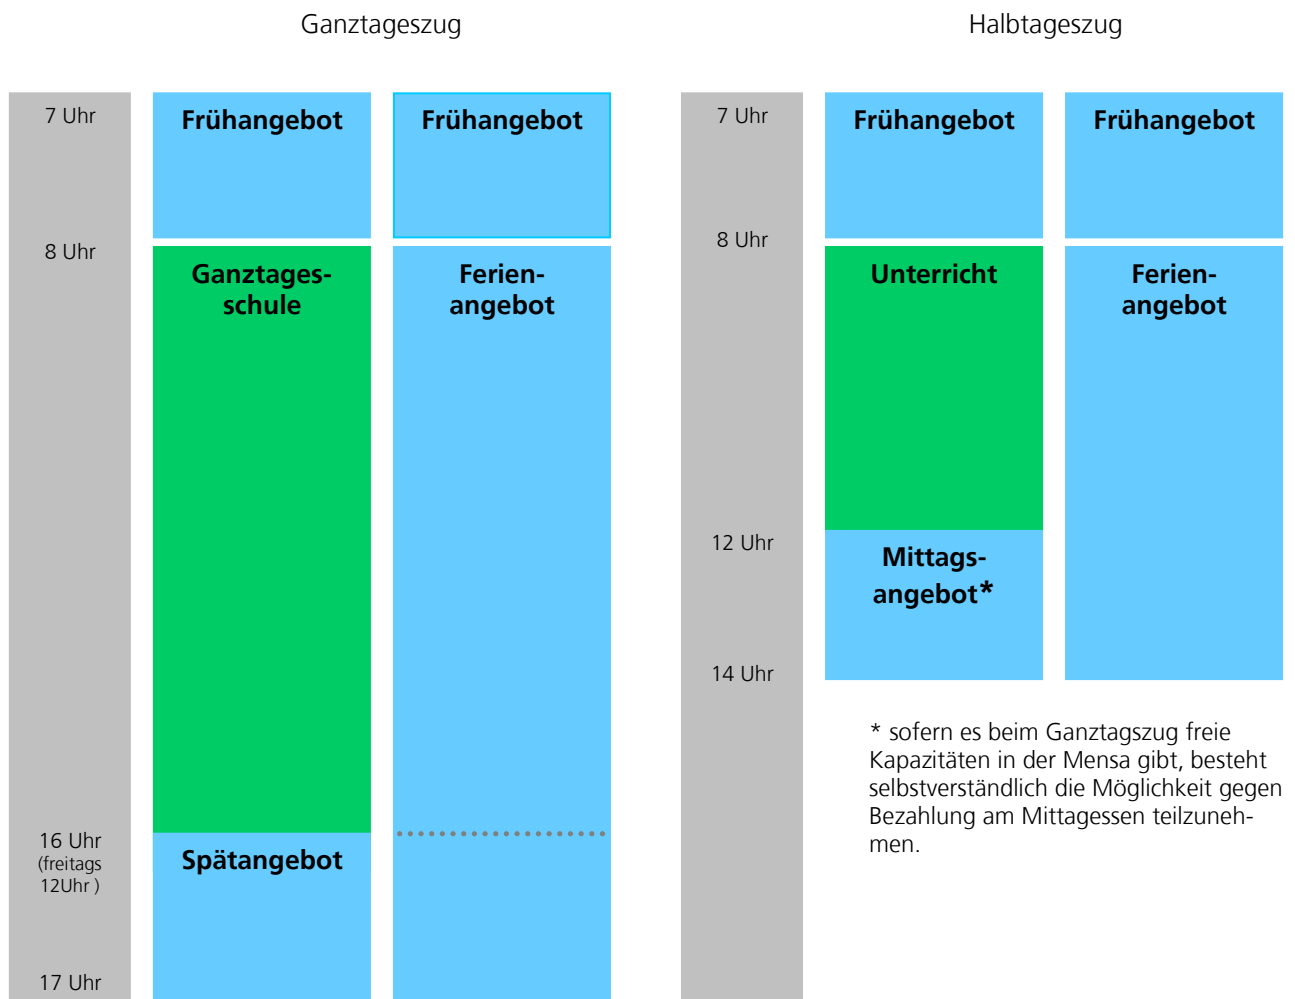 Ganztageszug
Halbtageszug
7 Uhr
Frühangebot
Frühangebot
8 Uhr
Ganztages-
schule
Ferien-
angebot
16 Uhr
(freitags
12Uhr )
Spätangebot
17 Uhr
7 Uhr
Frühangebot
Frühangebot
8 Uhr
Unterricht
Ferien-
angebot
12 Uhr
Mittags-
angebot*
14 Uhr
* sofern es beim Ganztagszug freie
Kapazitäten in der Mensa gibt, besteht
selbstverständlich die Möglichkeit gegen
Bezahlung am Mittagessen teilzuneh-
men.